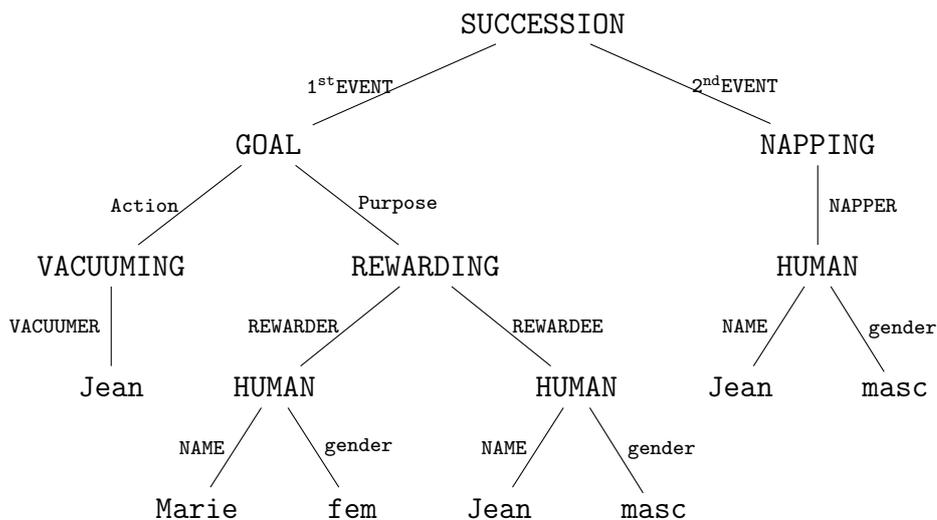 SUCCESSION
1stEVENT 2ndEVENT
GOAL NAPPING
Action Purpose NAPPER
VACUUMING REWARDING HUMAN
VACUUMER REWARDER REWARDEE NAME gender
Jean HUMAN HUMAN Jean masc
NAME gender NAME gender
Marie fem Jean masc